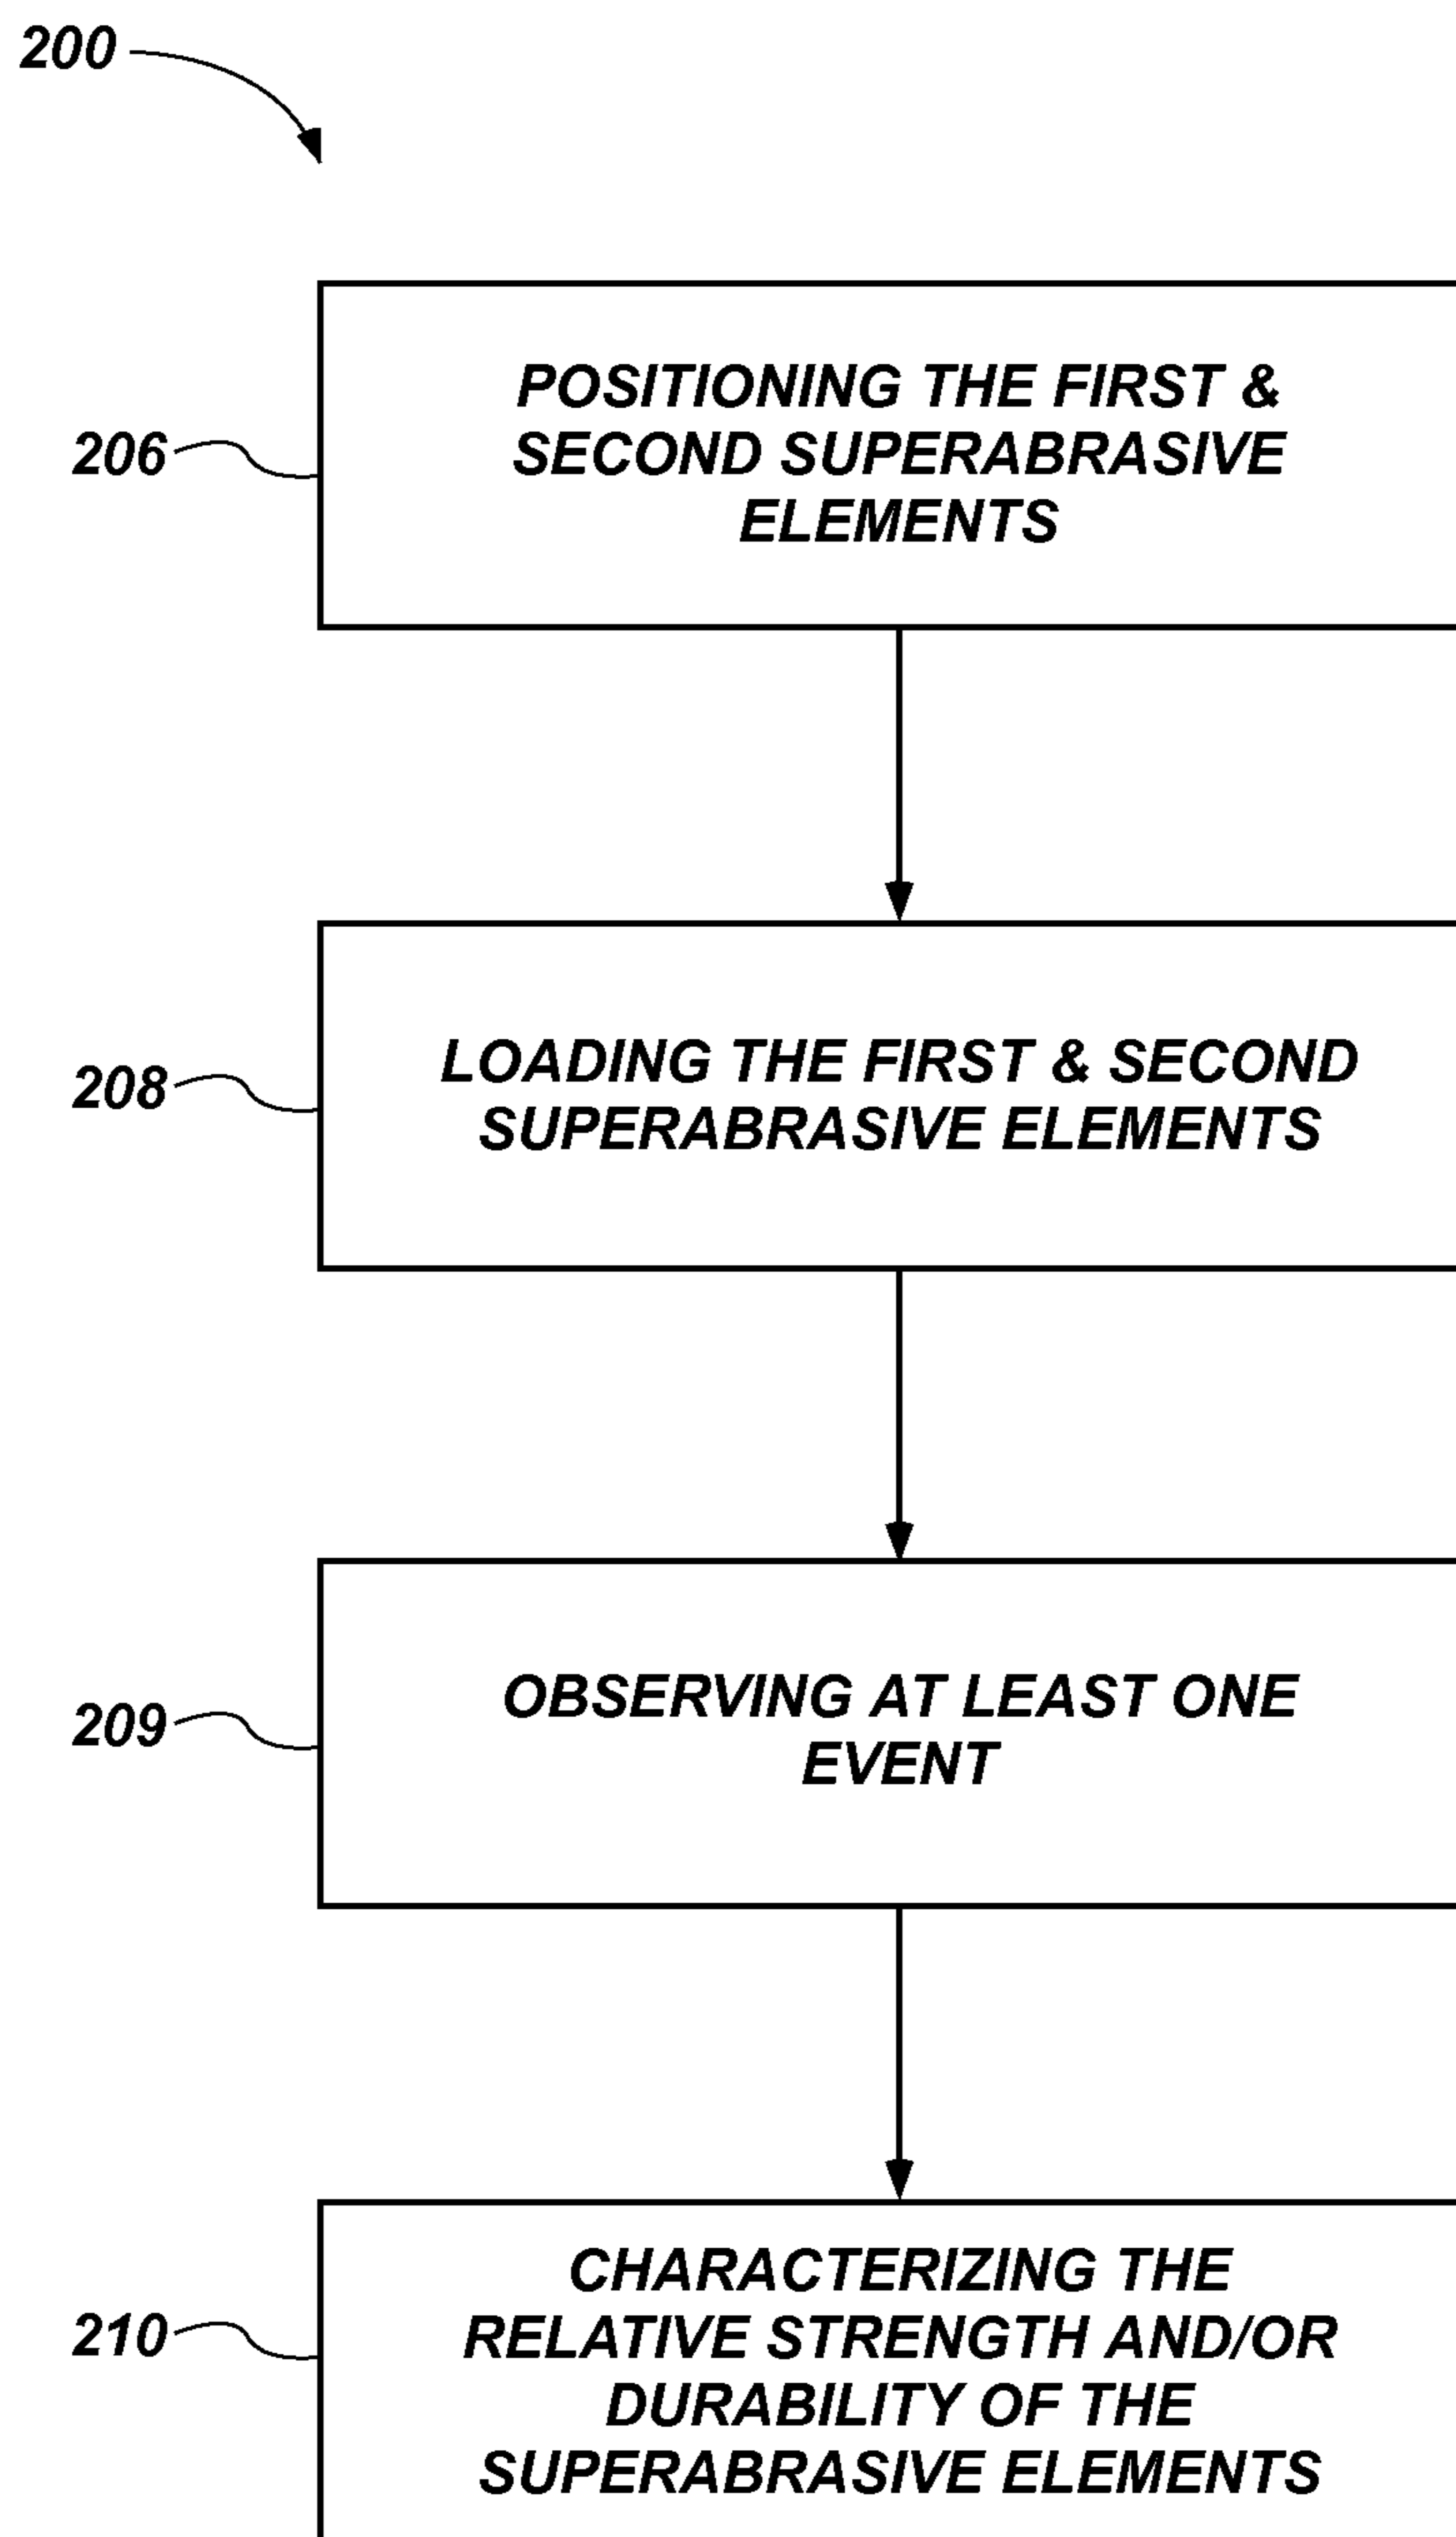 200
206
POSITIONING THE FIRST &
SECOND SUPERABRASIVE
ELEMENTS
208
LOADING THE FIRST & SECOND
SUPERABRASIVE ELEMENTS
209
OBSERVING AT LEAST ONE
EVENT
210
CHARACTERIZING THE
RELATIVE STRENGTH AND/OR
DURABILITY OF THE
SUPERABRASIVE ELEMENTS